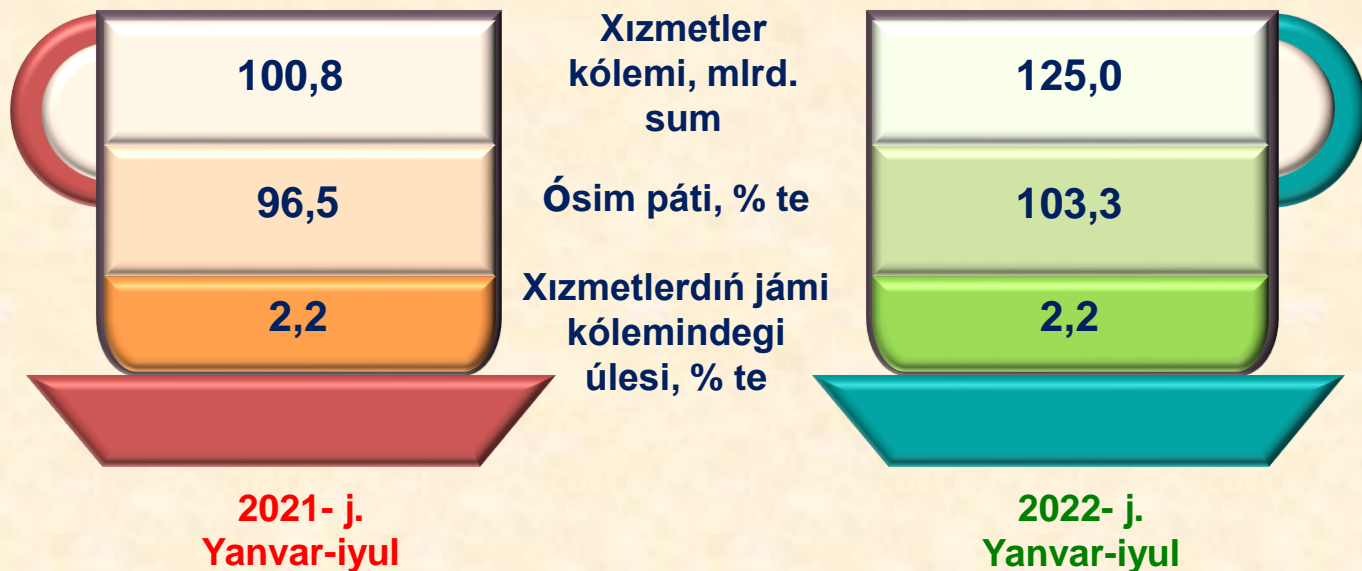 100,8
Xızmetler
kólemi, mlrd.
sum
125,0
96,5
Ósim páti, % te
103,3
2,2
Xızmetlerdıń jámi
kólemindegi
úlesi, % te
2,2
2021- j.
Yanvar-iyul
2022- j.
Yanvar-iyul